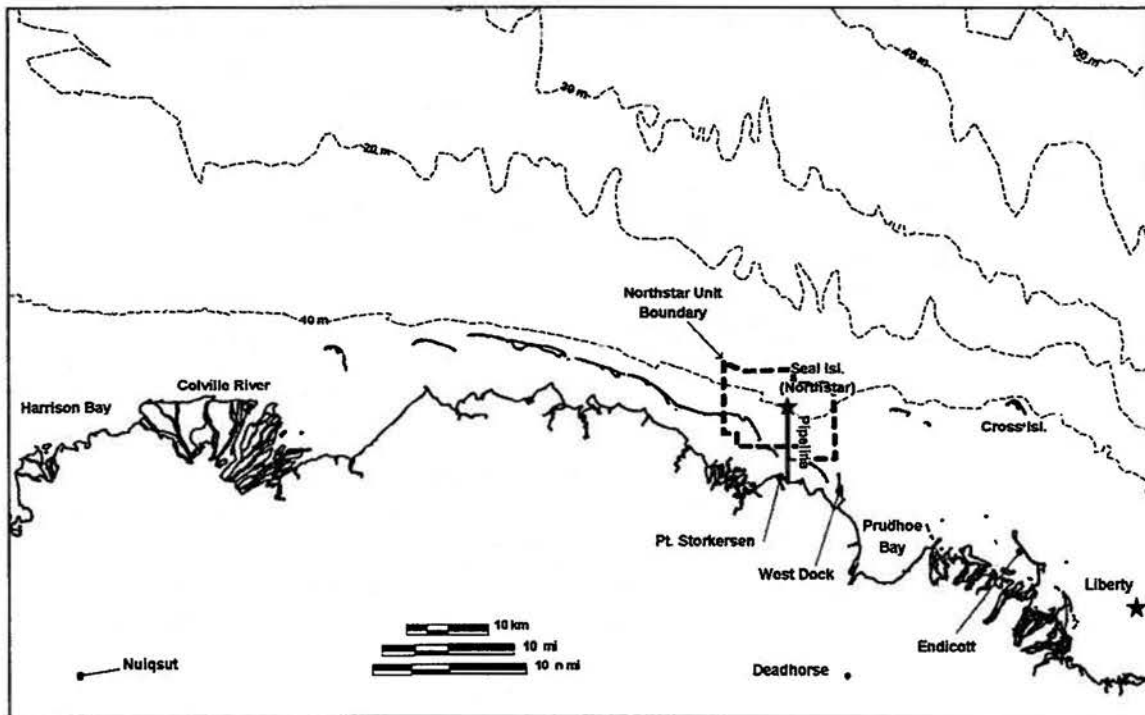 50 m
40 m
30 m
20 m
10 m
Northstar Unit
Boundary
Seal Isl.
(Northstar)
Colville River
Harrison Bay
Cross Isl.
Pipeline
Pt. Storkersen
Prudhoe
Bay
West Dock
Liberty
Endicott
10 km
10 mi
10 n mi
Nuiqsut
Deadhorse